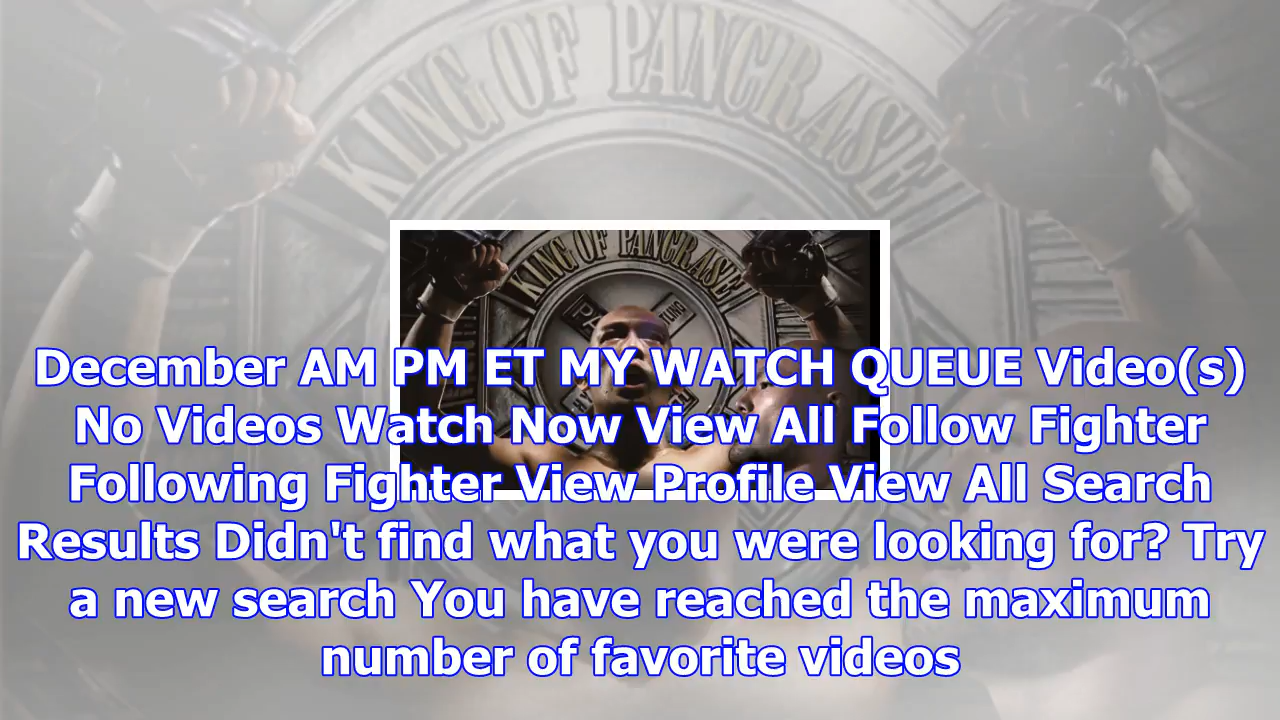 KING OF PANCRASE
KING OF PANCRASE
December AM PM ET MY WATCH QUEUE Video(s)
No Videos Watch Now View All Follow Fighter
Following Fighter View Profile View All Search
Results Didn't find what you were looking for? Try
a new search You have reached the maximum
number of favorite videos